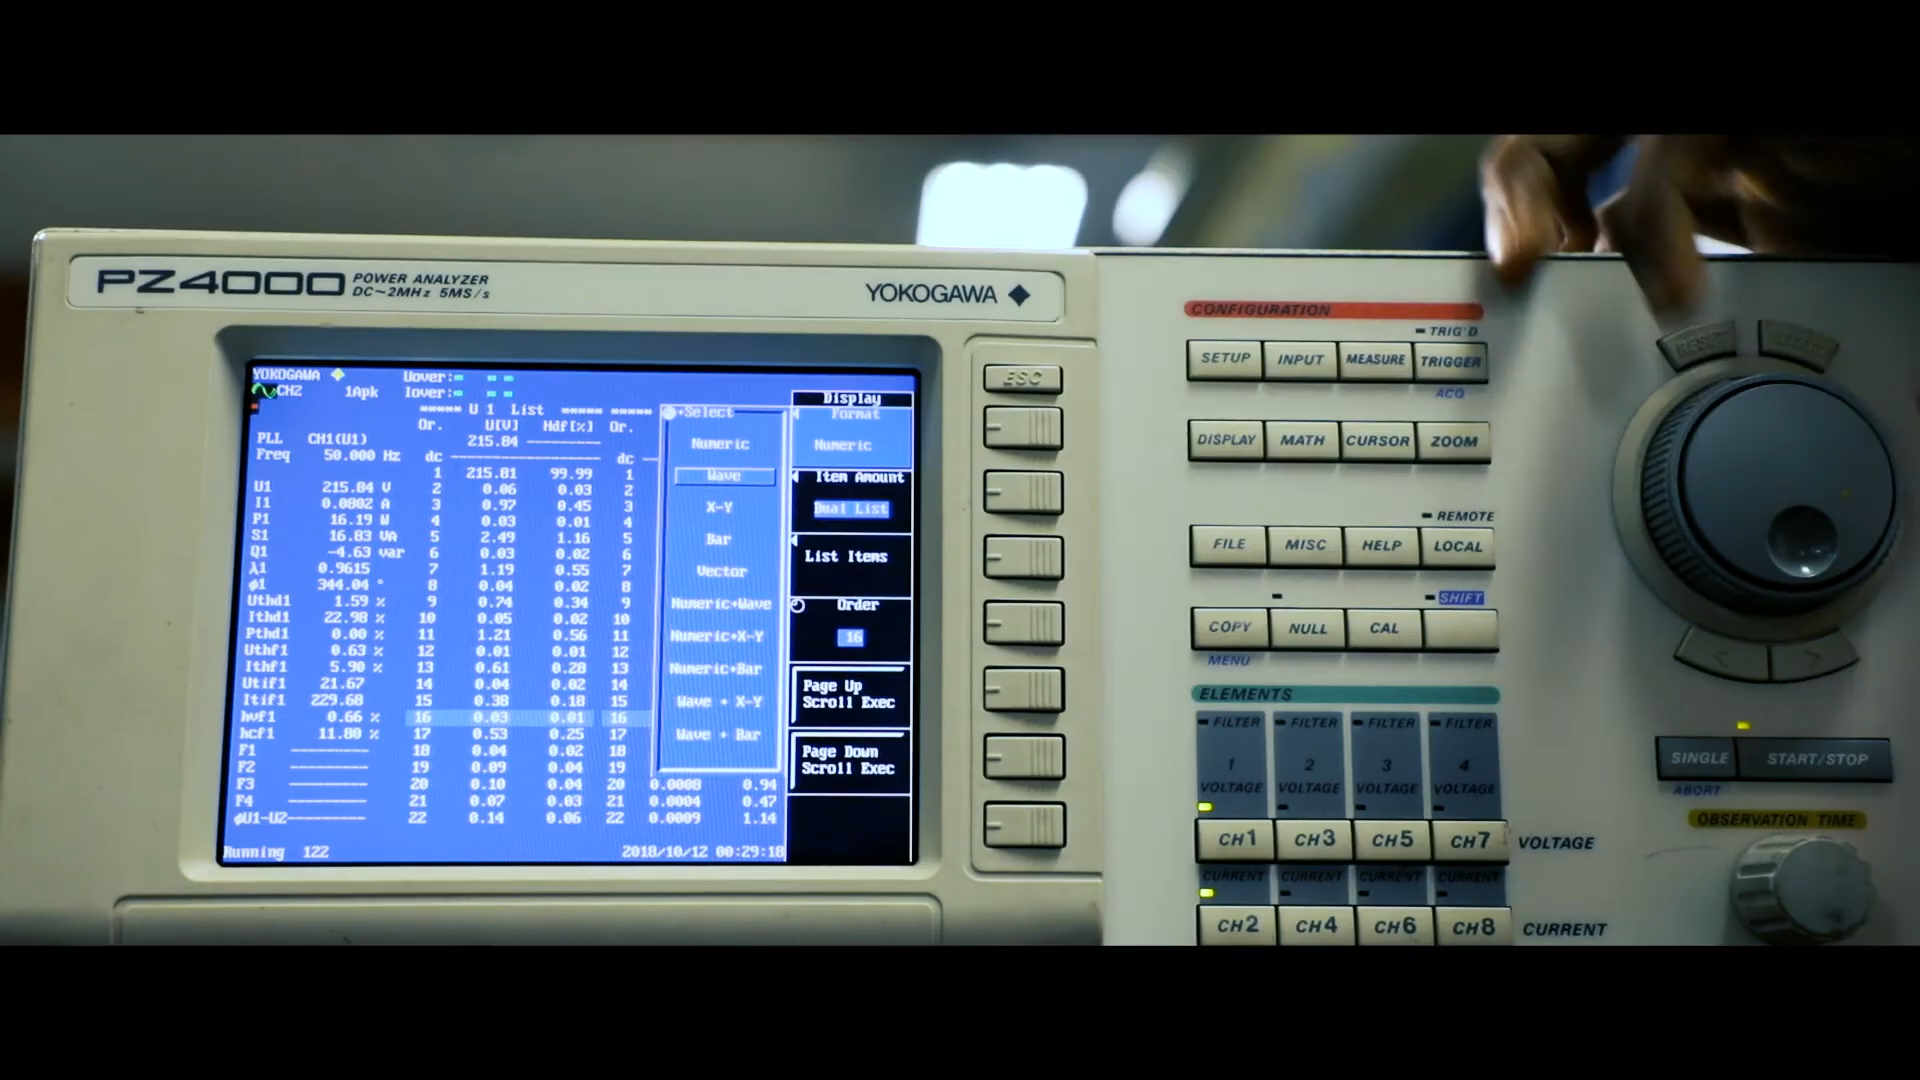 PZ4000 POWER ANALYZER
DC~2MHz 5MS/s
YOKOGAWA
YOKOGAWA
CH2 1Apk
Uover:
Iover:
U 1 List
Or. U[V] Hdf[%] Or.
215.84
PLL CH1(U1)
Freq 50.000 Hz
dc dc
1 215.81 99.99 1
U1 215.84 V 2 0.06 0.03 2
I1 0.0802 A 3 0.97 0.45 3
P1 16.19 W 4 0.03 0.01 4
S1 16.83 VA 5 2.49 1.16 5
Q1 -4.63 var 6 0.03 0.02 6
λ1 0.9615 7 1.19 0.55 7
φ1 344.04 ° 8 0.04 0.02 8
Uthd1 1.59 % 9 0.74 0.34 9
Ithd1 22.98 % 10 0.05 0.02 10
Pthd1 0.00 % 11 1.21 0.56 11
Uthf1 0.63 % 12 0.01 0.01 12
Ithf1 5.90 % 13 0.61 0.28 13
Utif1 21.67 14 0.04 0.02 14
Itif1 229.68 15 0.38 0.18 15
hvf1 0.66 % 16 0.03 0.01 16
hcf1 11.80 % 17 0.53 0.25 17
F1 18 0.04 0.02 18
F2 19 0.09 0.04 19
F3 20 0.10 0.04 20 0.0008 0.94
F4 21 0.07 0.03 21 0.0004 0.47
φU1-U2 22 0.14 0.06 22 0.0009 1.14
Running 122 2018/10/12 00:29:18
Select
Numeric
Wave
X-Y
Bar
Vector
Numeric+Wave
Numeric+X-Y
Numeric+Bar
Wave + X-Y
Wave + Bar
Display
Format
Numeric
Item Amount
Dual List
List Items
Order
16
Page Up
Scroll Exec
Page Down
Scroll Exec
ESC
CONFIGURATION
TRIG'D
SETUP INPUT MEASURE TRIGGER
ACQ
DISPLAY MATH CURSOR ZOOM
REMOTE
FILE MISC HELP LOCAL
SHIFT
COPY NULL CAL
MENU
ELEMENTS
FILTER FILTER FILTER FILTER
1 2 3 4
VOLTAGE VOLTAGE VOLTAGE VOLTAGE
CH1 CH3 CH5 CH7 VOLTAGE
CURRENT CURRENT CURRENT CURRENT
CH2 CH4 CH6 CH8 CURRENT
RESET
SINGLE START/STOP
ABORT
OBSERVATION TIME